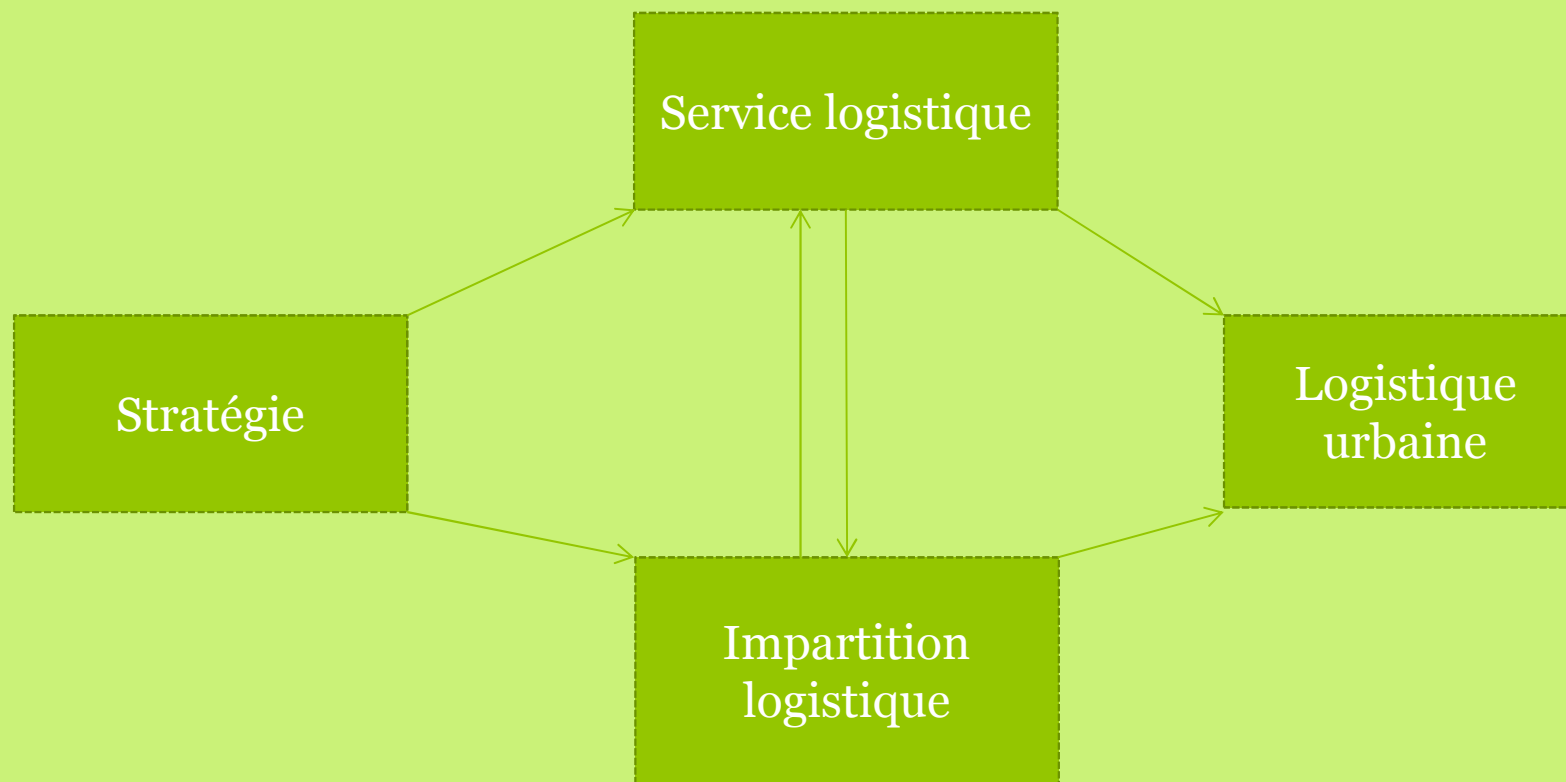 Service logistique
Stratégie
Logistique
urbaine
Impartition
logistique